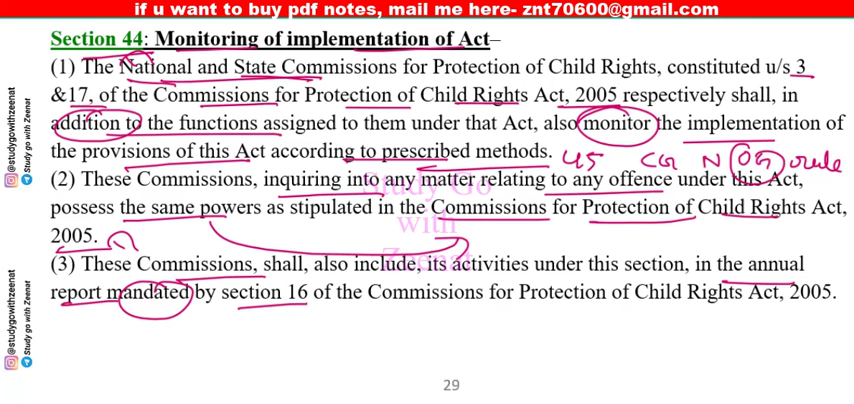 if u want to buy pdf notes, mail me here- znt70600@gmail.com
Section 44: Monitoring of implementation of Act–
(1) The National and State Commissions for Protection of Child Rights, constituted u/s 3
&17, of the Commissions for Protection of Child Rights Act, 2005 respectively shall, in
addition to the functions assigned to them under that Act, also monitor the implementation of
the provisions of this Act according to prescribed methods.
45 CG N OG rule
(2) These Commissions, inquiring into any matter relating to any offence under this Act,
possess the same powers as stipulated in the Commissions for Protection of Child Rights Act,
2005.
(3) These Commissions, shall, also include, its activities under this section, in the annual
report mandated by section 16 of the Commissions for Protection of Child Rights Act, 2005.
Study Go
with
Zeenat
@studygowithzeenat
Study go with Zeenat
@studygowithzeenat
Study go with Zeenat
29